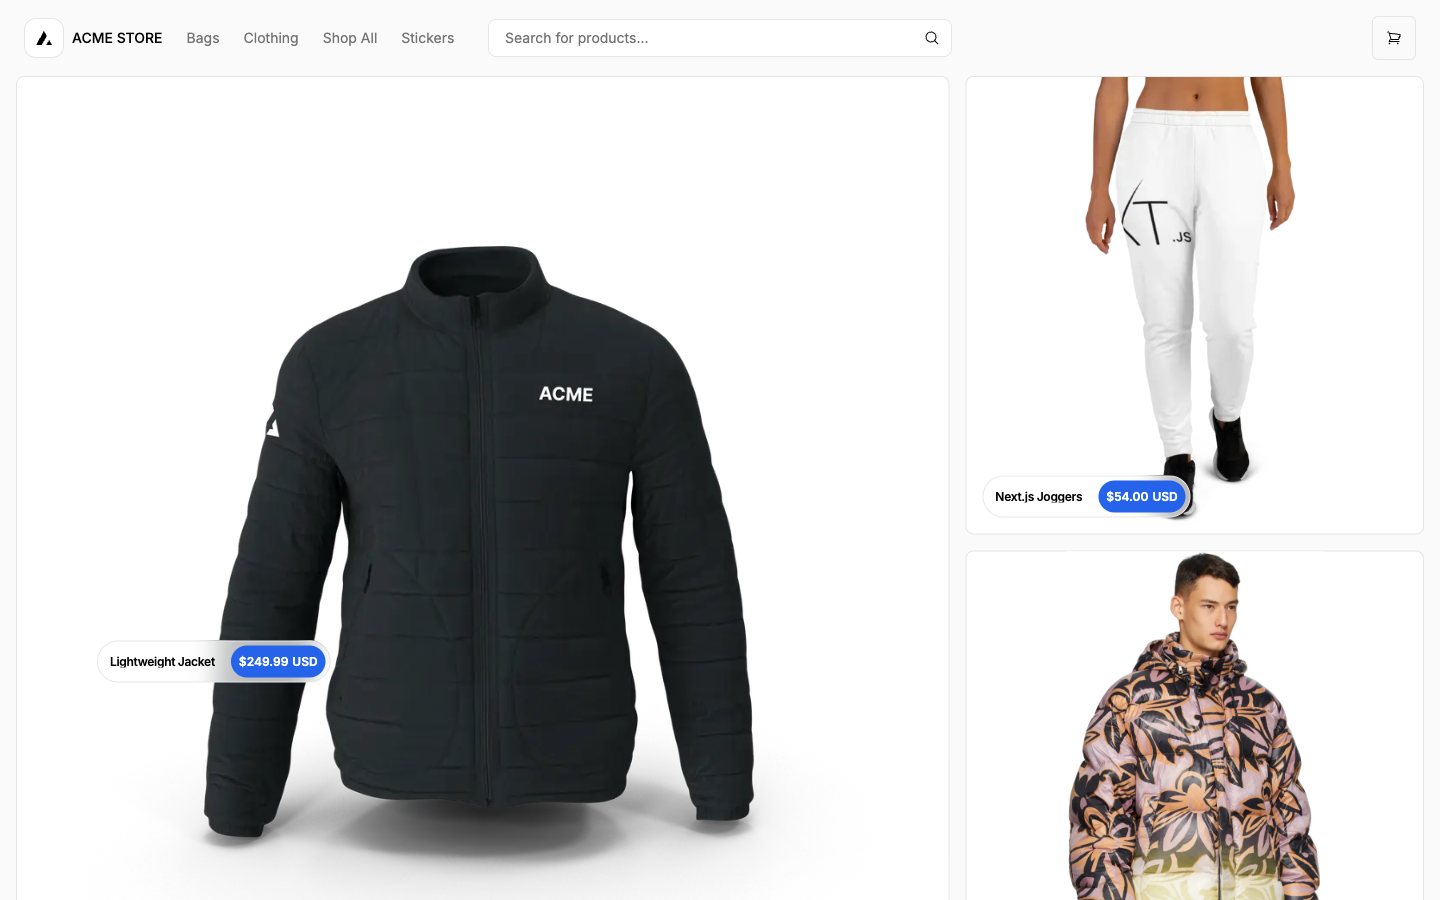 ACME STORE
Bags
Clothing
Shop All
Stickers
Search for products...
ACME
Lightweight Jacket
$249.99 USD
XT.JS
Next.js Joggers
$54.00 USD